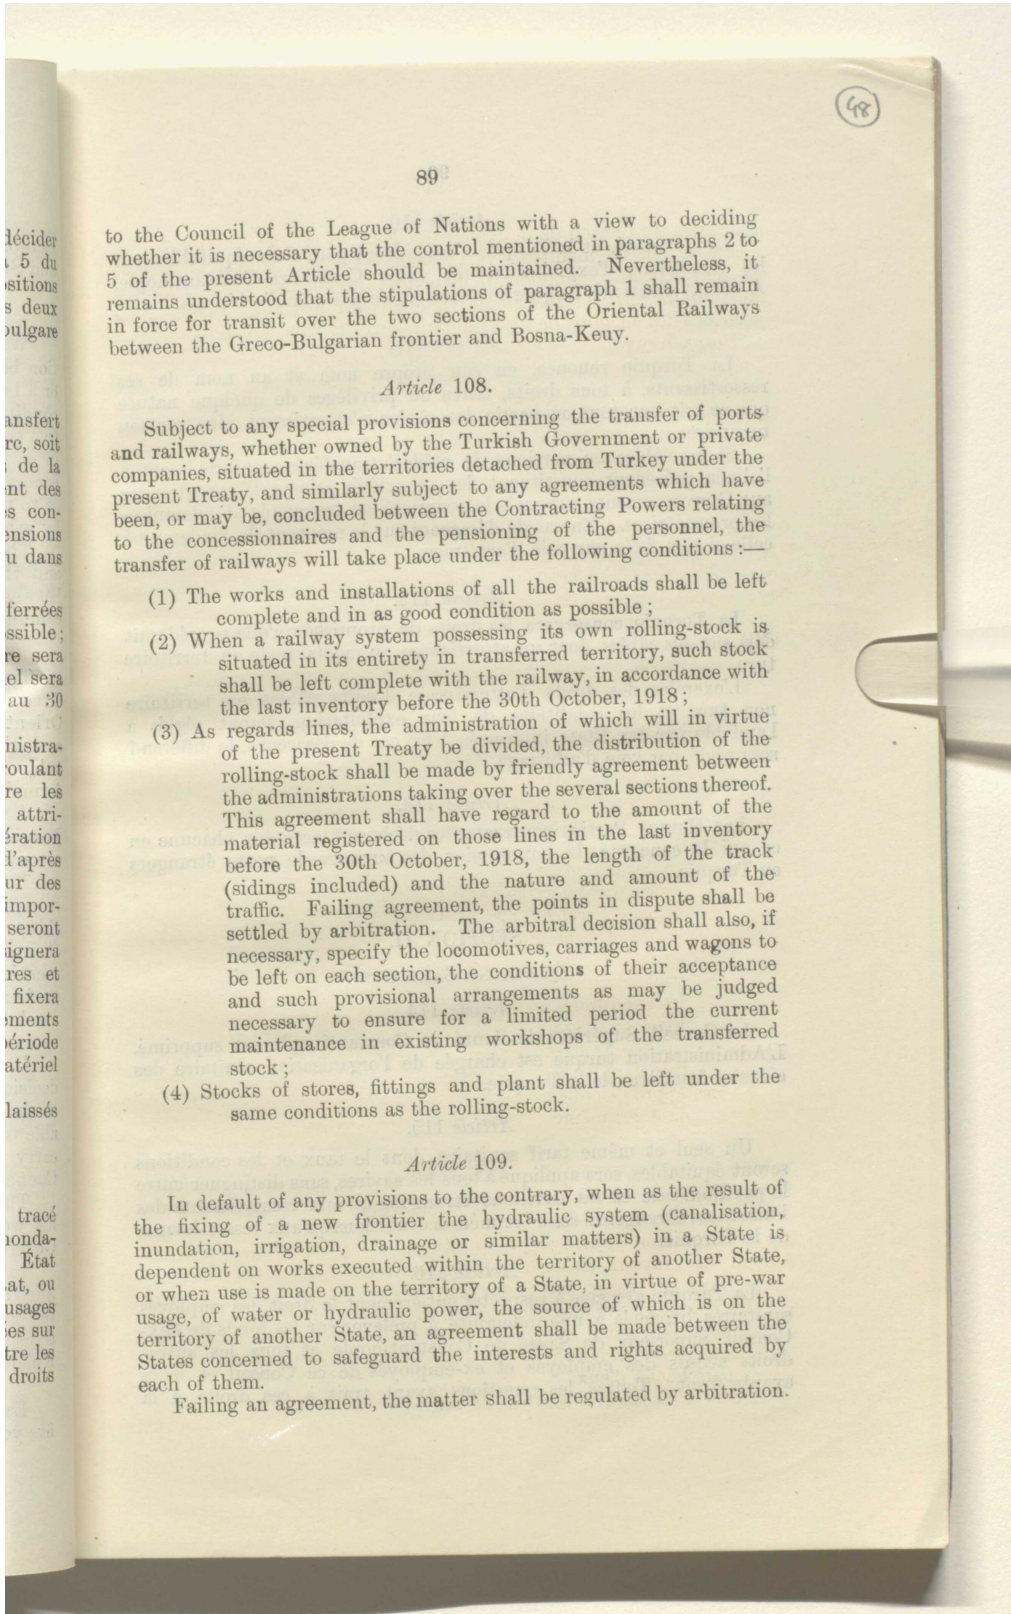 48
89
to the Council of the League of Nations with a view to deciding
whether it is necessary that the control mentioned in paragraphs 2 to
5 of the present Article should be maintained. Nevertheless, it
remains understood that the stipulations of paragraph 1 shall remain
in force for transit over the two sections of the Oriental Railways
between the Greco-Bulgarian frontier and Bosna-Keuy.
Article 108.
Subject to any special provisions concerning the transfer of ports
and railways, whether owned by the Turkish Government or private
companies, situated in the territories detached from Turkey under the
present Treaty, and similarly subject to any agreements which have
been, or may be, concluded between the Contracting Powers relating
to the concessionnaires and the pensioning of the personnel, the
transfer of railways will take place under the following conditions :—
(1) The works and installations of all the railroads shall be left
complete and in as good condition as possible ;
(2) When a railway system possessing its own rolling-stock is
situated in its entirety in transferred territory, such stock
shall be left complete with the railway, in accordance with
the last inventory before the 30th October, 1918 ;
(3) As regards lines, the administration of which will in virtue
of the present Treaty be divided, the distribution of the
rolling-stock shall be made by friendly agreement between
the administrations taking over the several sections thereof.
This agreement shall have regard to the amount of the
material registered on those lines in the last inventory
before the 30th October, 1918, the length of the track
(sidings included) and the nature and amount of the
traffic. Failing agreement, the points in dispute shall be
settled by arbitration. The arbitral decision shall also, if
necessary, specify the locomotives, carriages and wagons to
be left on each section, the conditions of their acceptance
and such provisional arrangements as may be judged
necessary to ensure for a limited period the current
maintenance in existing workshops of the transferred
stock ;
(4) Stocks of stores, fittings and plant shall be left under the
same conditions as the rolling-stock.
Article 109.
In default of any provisions to the contrary, when as the result of
the fixing of a new frontier the hydraulic system (canalisation,
inundation, irrigation, drainage or similar matters) in a State is
dependent on works executed within the territory of another State,
or when use is made on the territory of a State, in virtue of pre-war
usage, of water or hydraulic power, the source of which is on the
territory of another State, an agreement shall be made between the
States concerned to safeguard the interests and rights acquired by
each of them.
Failing an agreement, the matter shall be regulated by arbitration.